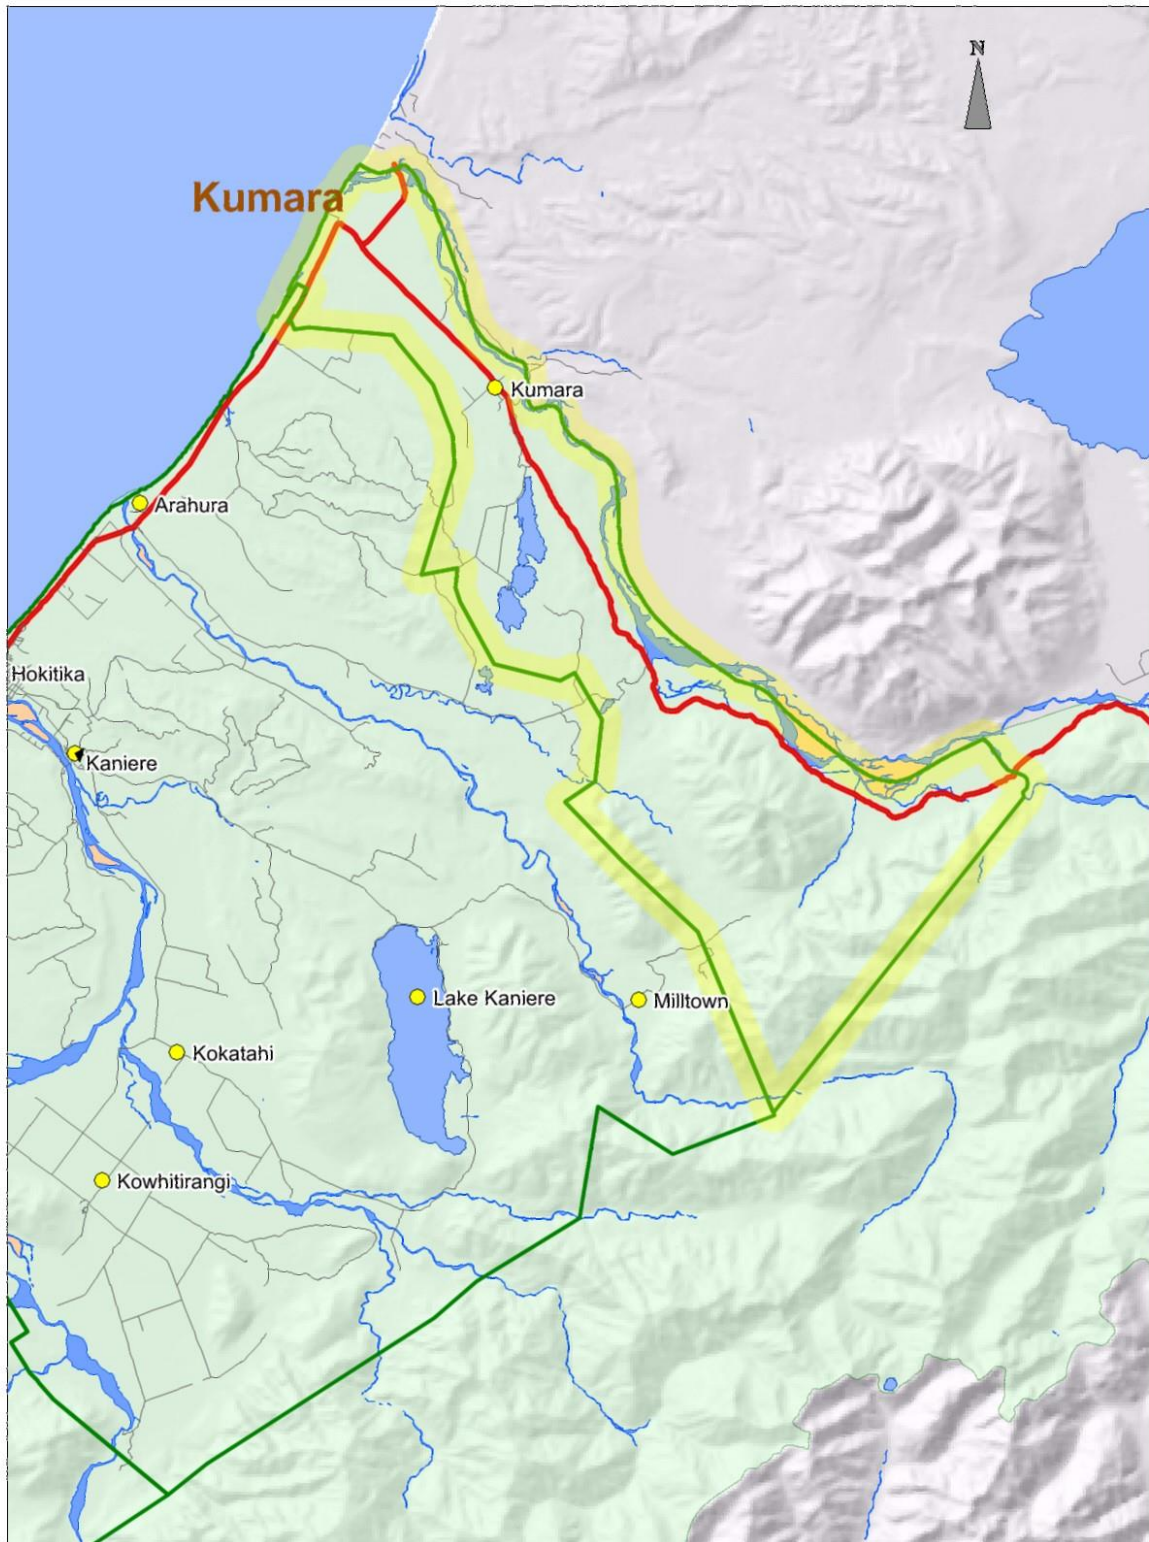 N
Kumara
Kumara
Arahura
Hokitika
Kaniere
Lake Kaniere
Milltown
Kokatahi
Kowhitirangi